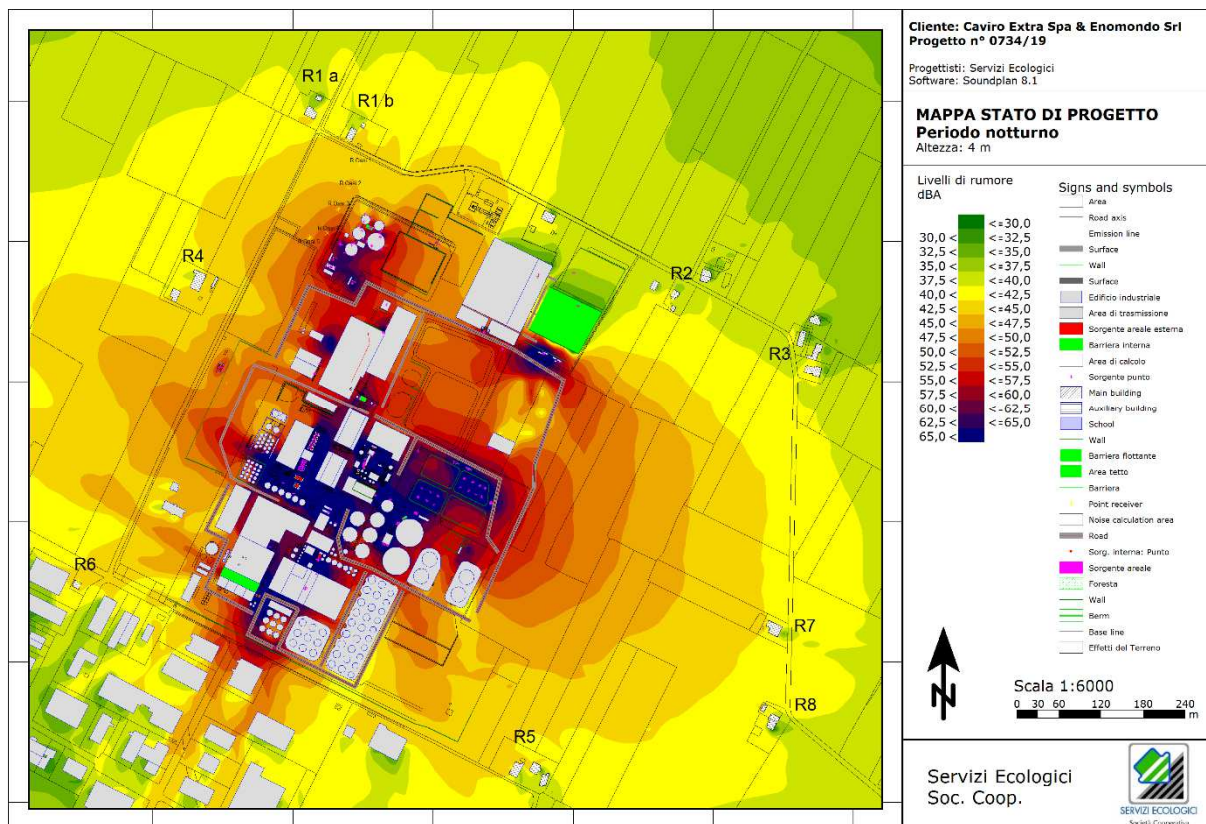 R1 a
R1 b
R4
R2
R3
R6
R7
R8
R5
Cliente: Caviro Extra Spa & Enomondo Srl
Progetto n° 0734/19
Progettisti: Servizi Ecologici
Software: Soundplan 8.1
MAPPA STATO DI PROGETTO
Periodo notturno
Altezza: 4 m
Livelli di rumore
dBA
<=30,0
30,0 < <=32,5
32,5 < <=35,0
35,0 < <=37,5
37,5 < <=40,0
40,0 < <=42,5
42,5 < <=45,0
45,0 < <=47,5
47,5 < <=50,0
50,0 < <=52,5
52,5 < <=55,0
55,0 < <=57,5
57,5 < <=60,0
60,0 < <=62,5
62,5 < <=65,0
65,0 <
Signs and symbols
Area
Road axis
Emission line
Surface
Wall
Surface
Edificio industriale
Area di trasmissione
Sorgente areale esterna
Barriera interna
Area di calcolo
Sorgente punto
Main building
Auxiliary building
School
Wall
Barriera flottante
Area tetto
Barriera
Point receiver
Noise calculation area
Road
Sorg. interna: Punto
Sorgente areale
Foresta
Wall
Berm
Base line
Effetti del Terreno
N
Scala 1:6000
0 30 60 120 180 240
m
Servizi Ecologici
Soc. Coop.
SERVIZI ECOLOGICI
Società Cooperativa